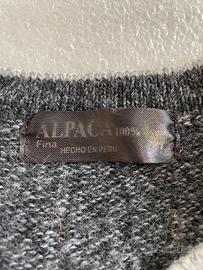 ALPACA 100%
Fina
HECHO EN PERU